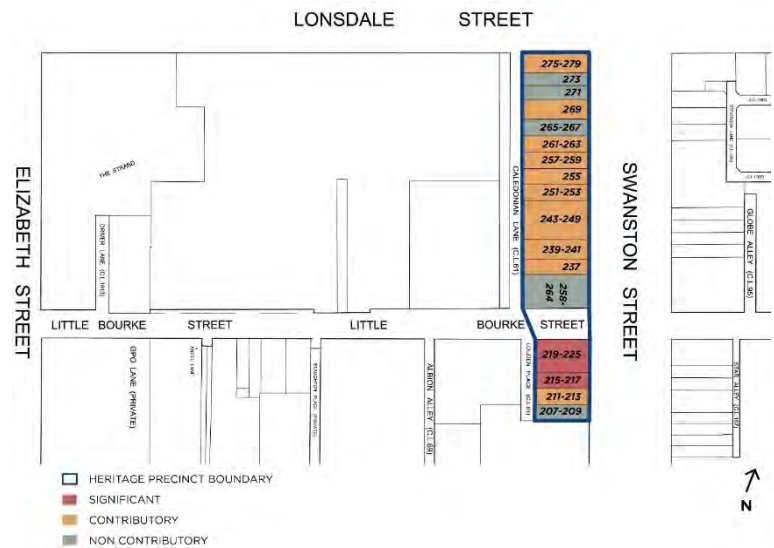 LONSDALE STREET
275-279
273
271
269
265-267
261-263
257-259
255
251-253
243-249
239-241
237
258-
264
THE STRAND
ELIZABETH STREET
DRIVER LANE (C.L.1013)
CALEDONIAN LANE (C.L.61)
SWANSTON STREET
GLOBE ALLEY (C.L.95)
LITTLE BOURKE STREET LITTLE BOURKE STREET
GPO LANE (PRIVATE)
ALBION ALLEY (C.L.69)
219-225
215-217
211-213
207-209
N
HERITAGE PRECINCT BOUNDARY
SIGNIFICANT
CONTRIBUTORY
NON CONTRIBUTORY